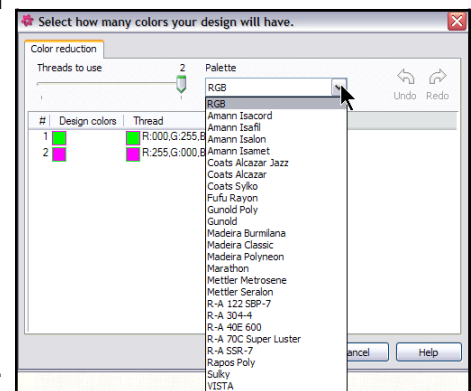 Select how many colors your design will have.
Color reduction
Threads to use 2 Palette
RGB
Undo Redo
# Design colors Thread
1 R:000,G:255,B
2 R:255,G:000,B
RGB
Amann Isacord
Amann Isafil
Amann Isalon
Amann Isamet
Coats Alcazar Jazz
Coats Alcazar
Coats Sylko
Fufu Rayon
Gunold Poly
Gunold
Madeira Burmilana
Madeira Classic
Madeira Polyneon
Marathon
Mettler Metrosene
Mettler Seralon
R-A 122 SBP-7
R-A 304-4
R-A 40E 600
R-A 70C Super Luster
R-A SSR-7
Rapos Poly
Sulky
VISTA
ancel Help